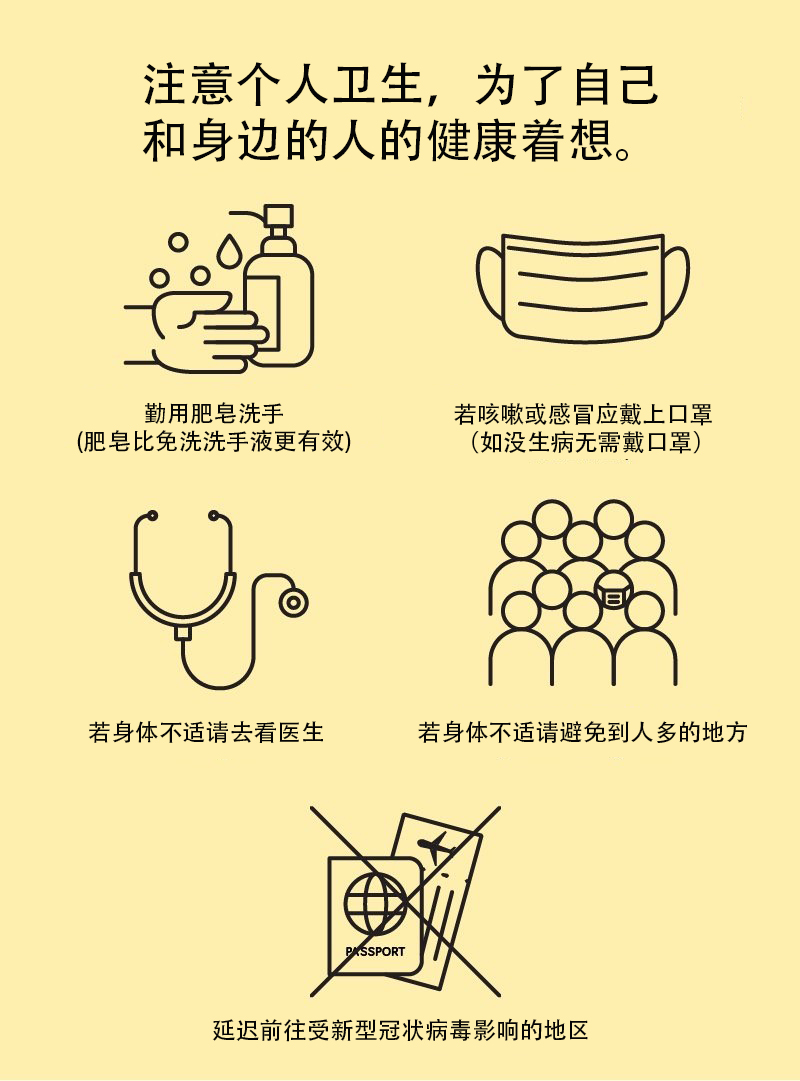 注意个人卫生，为了自己
和身边的人的健康着想。
勤用肥皂洗手
(肥皂比免洗洗手液更有效)
若咳嗽或感冒应戴上口罩
（如没生病无需戴口罩）
若身体不适请去看医生
若身体不适请避免到人多的地方
PASSPORT
延迟前往受新型冠状病毒影响的地区